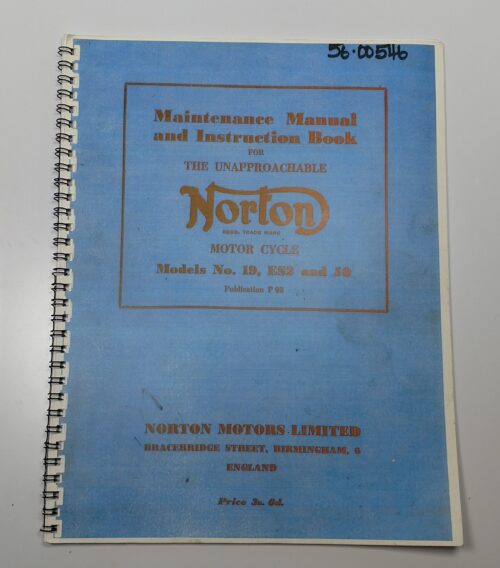 56·00546
Maintenance Manual
and Instruction Book
FOR
THE UNAPPROACHABLE
Norton
REGD. TRADE MARK
MOTOR CYCLE
Models No. 19, ES2 and 50
Publication P
NORTON MOTORS LIMITED
BRACEBRIDGE STREET, BIRMINGHAM, 6
ENGLAND
Price 3s. 6d.